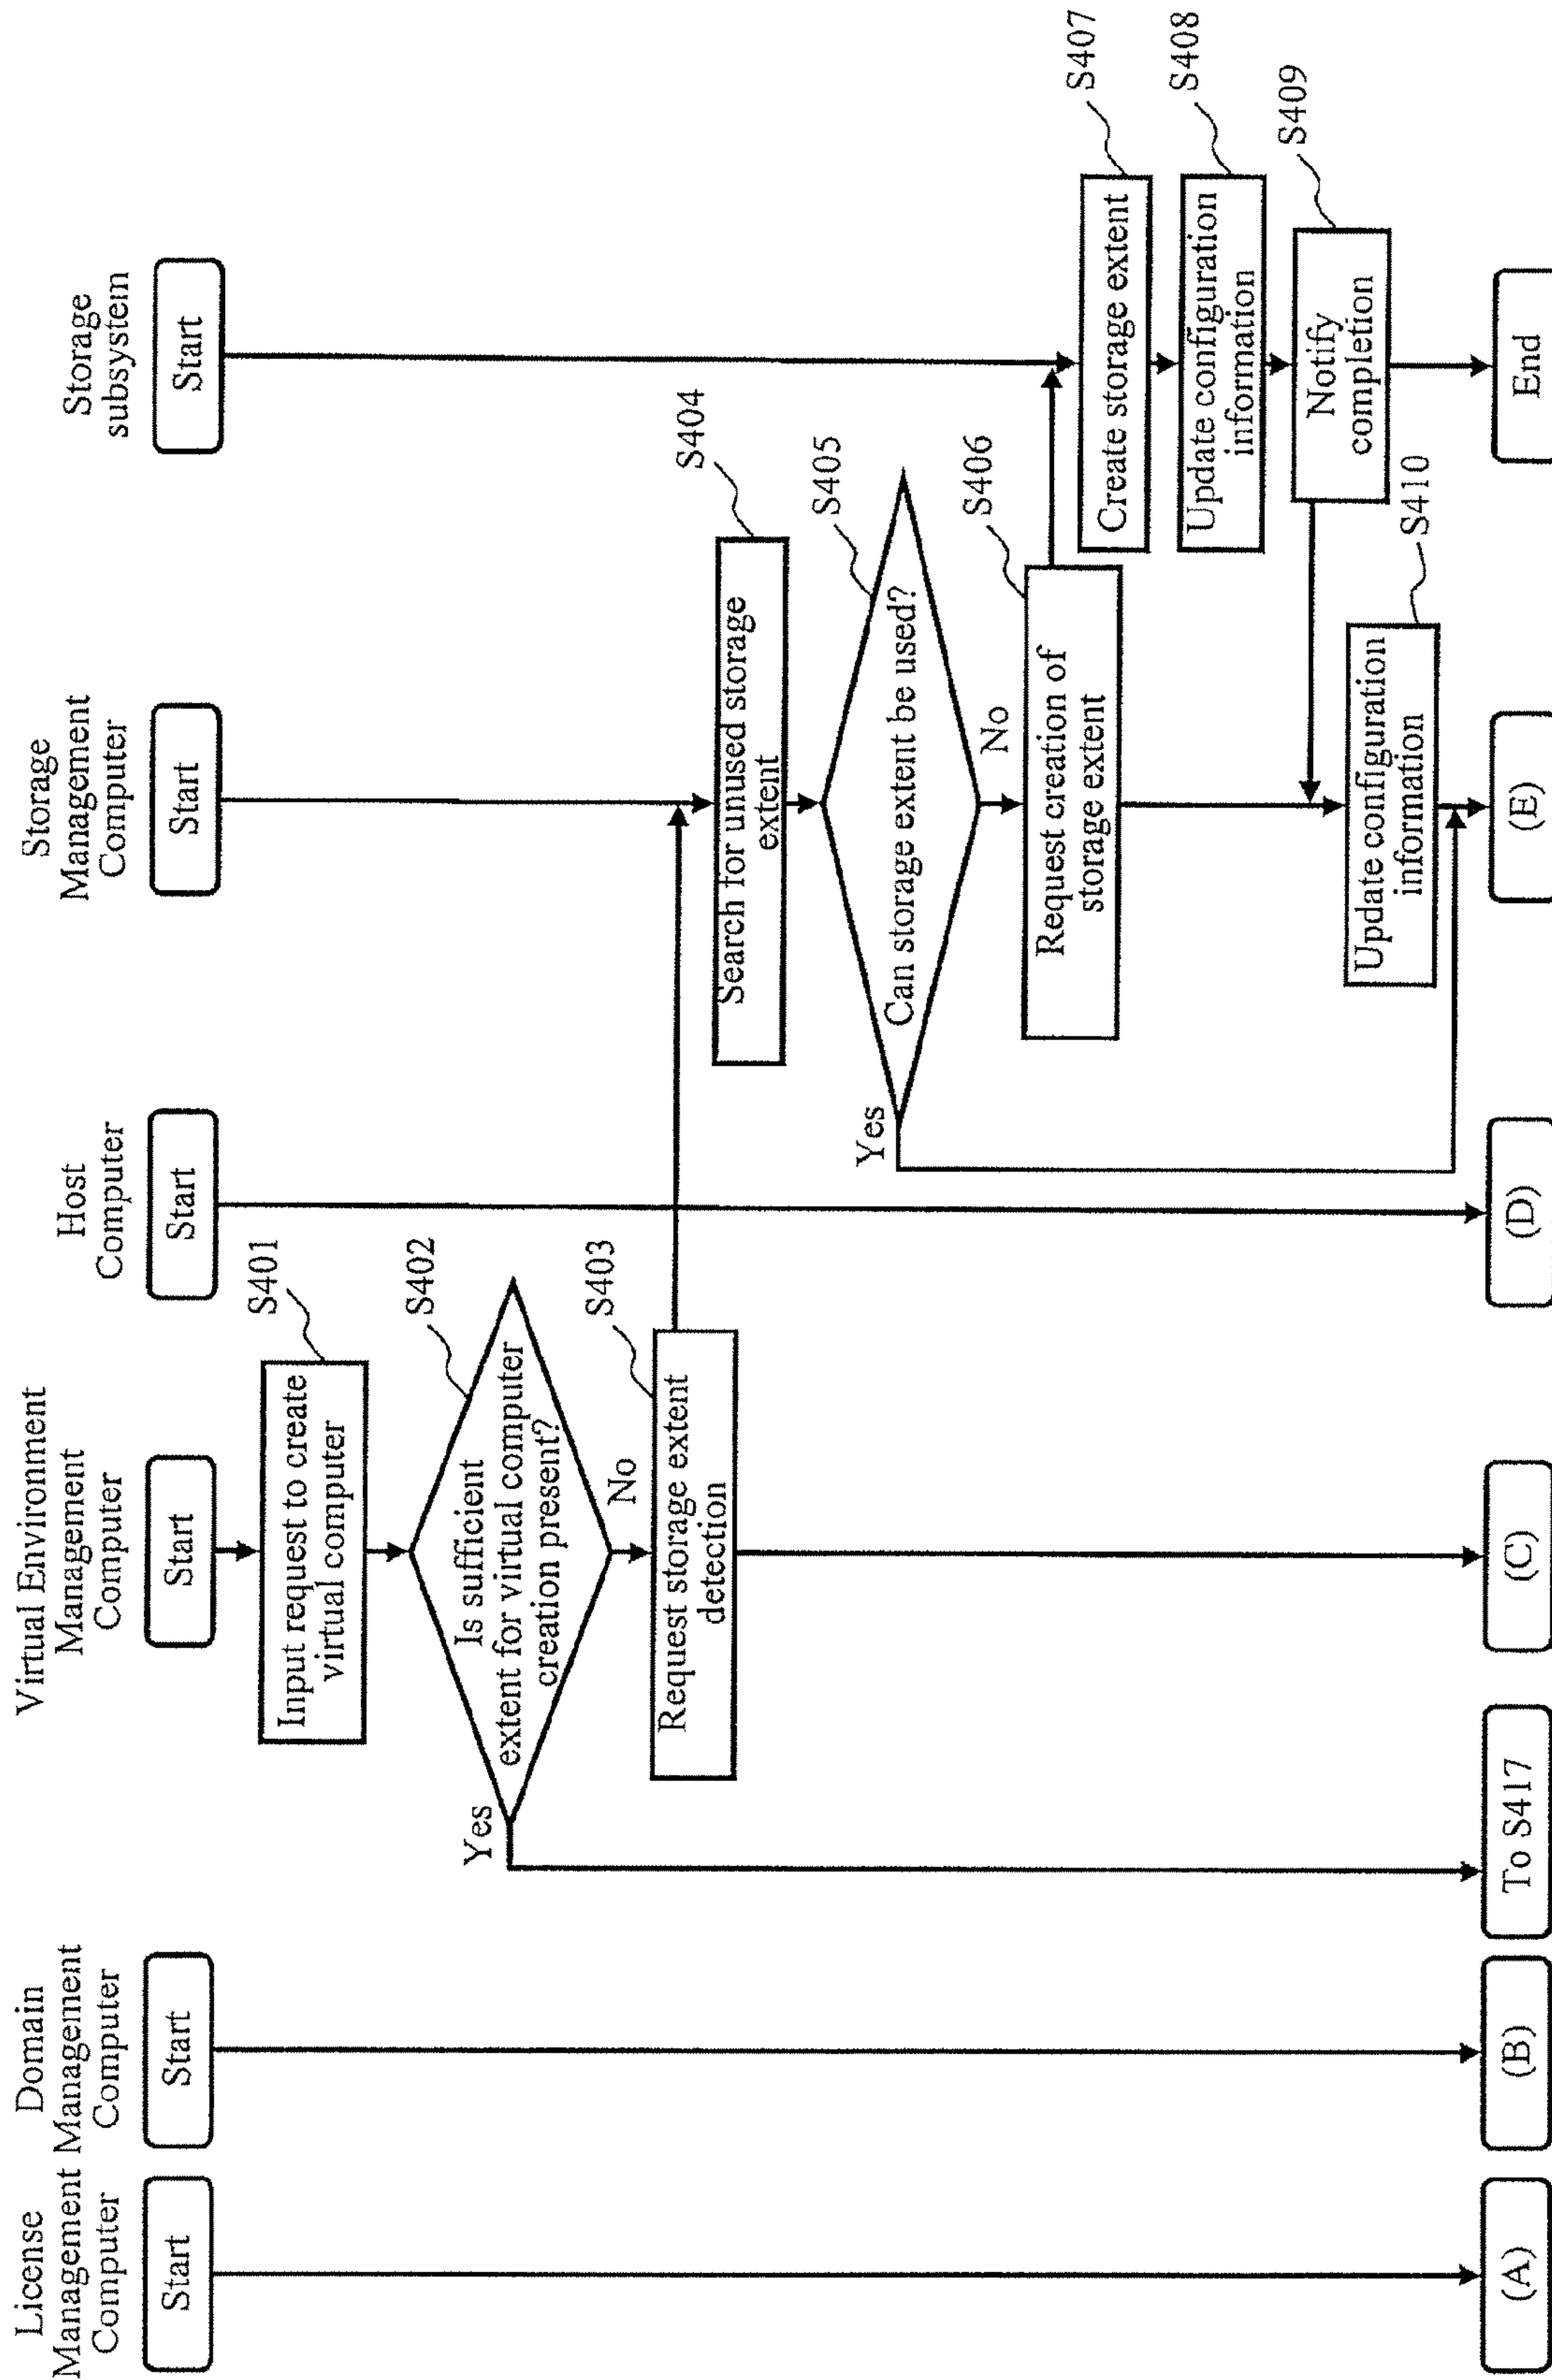 License
Management
Computer
Domain
Management
Computer
Virtual Environment
Management
Computer
Host
Computer
Storage
Management
Computer
Storage
subsystem
Start
Start
Start
Start
Start
Start
S401
Input request to create
virtual computer
S402
Is sufficient
extent for virtual computer
creation present?
Yes
No
S403
Request storage extent
detection
S404
Search for unused storage
extent
S405
Can storage extent be used?
Yes
No
S406
Request creation of
storage extent
S407
Create storage extent
S408
Update configuration
information
S409
Notify
completion
S410
Update configuration
information
(A)
(B)
To S417
(C)
(D)
(E)
End